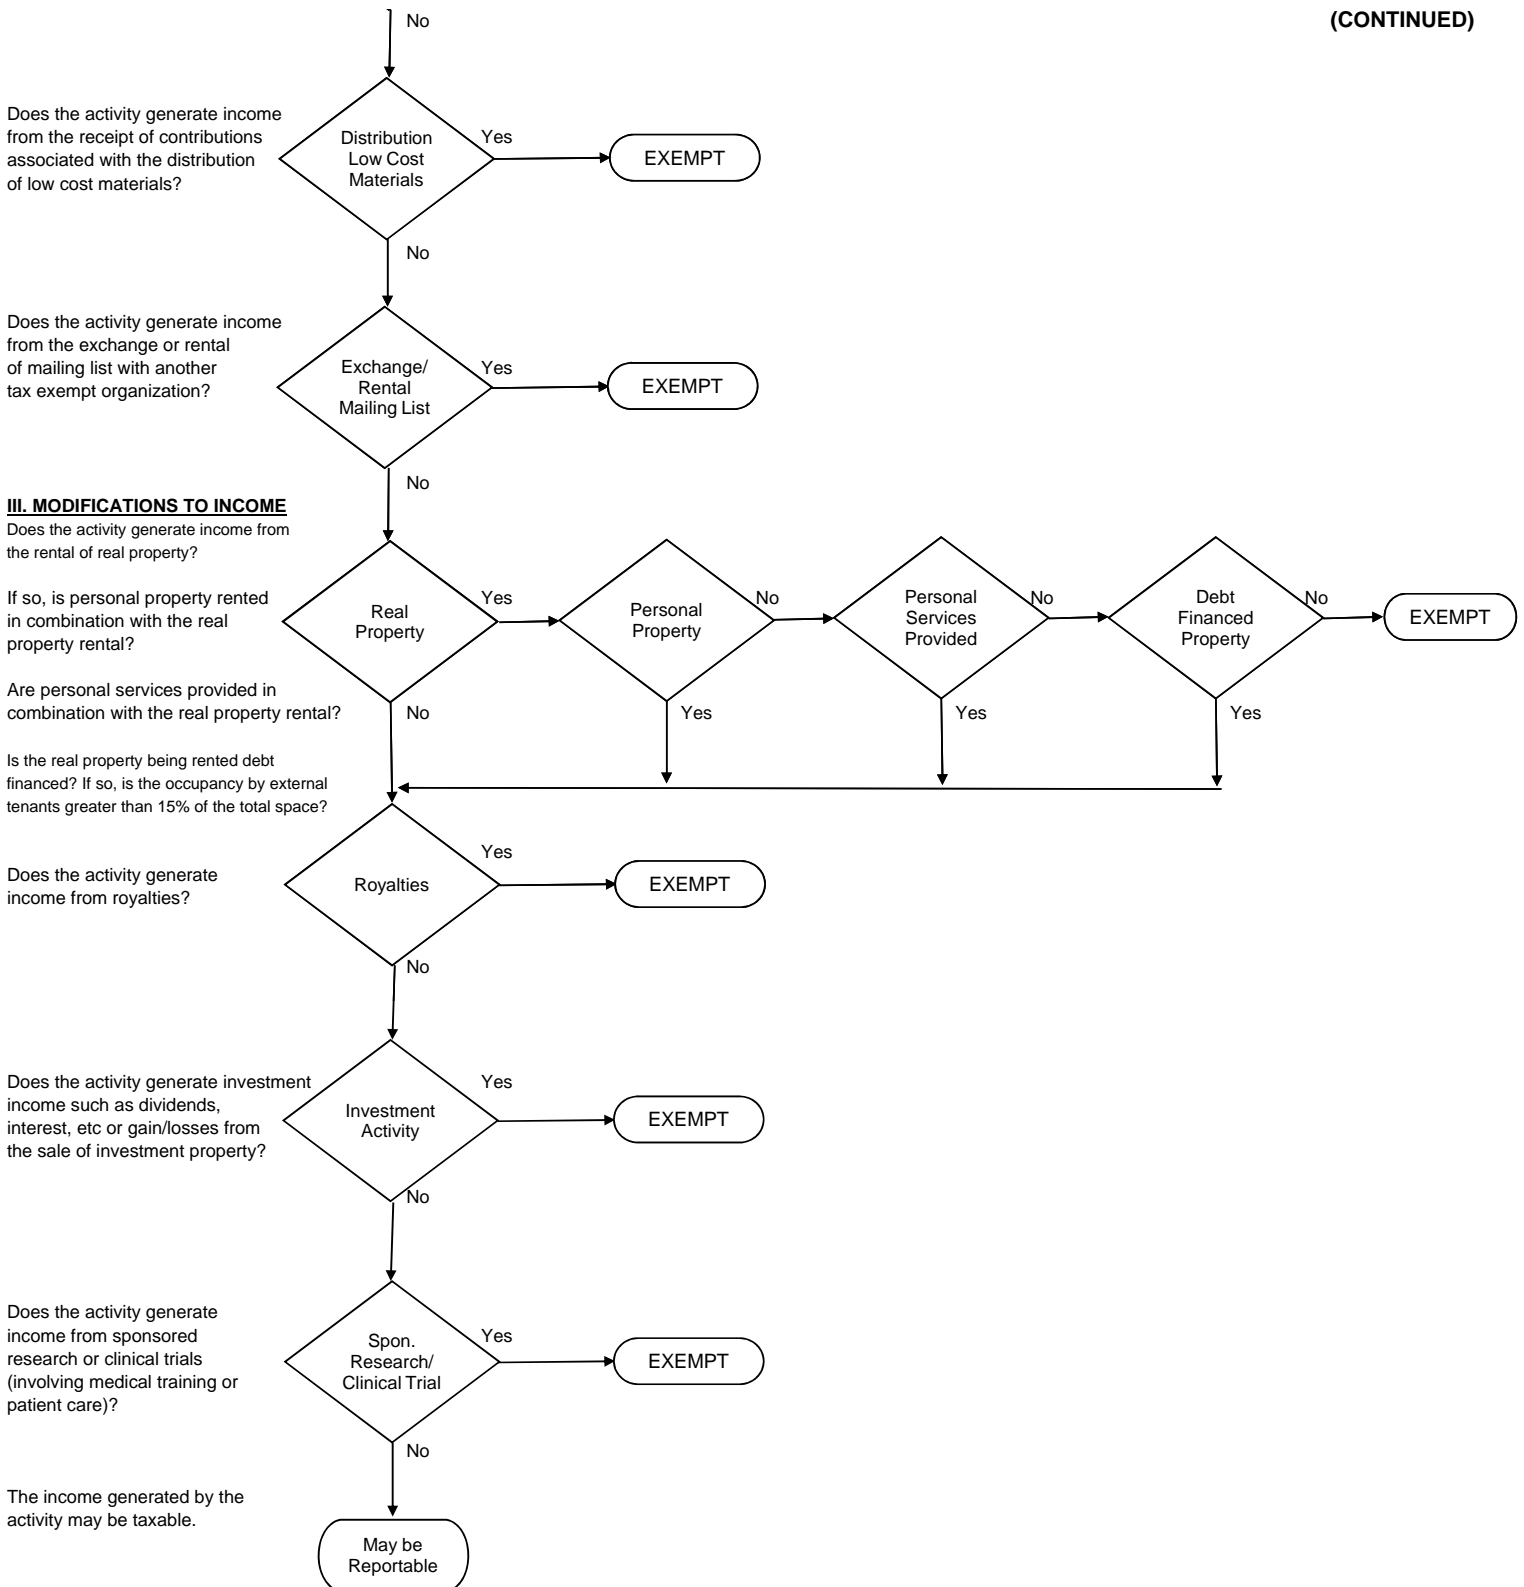 No
(CONTINUED)
Does the activity generate income
from the receipt of contributions
associated with the distribution
of low cost materials?
Distribution
Low Cost
Materials
Yes
EXEMPT
No
Does the activity generate income
from the exchange or rental
of mailing list with another
tax exempt organization?
Exchange/
Rental
Mailing List
Yes
EXEMPT
No
III. MODIFICATIONS TO INCOME
Does the activity generate income from
the rental of real property?
If so, is personal property rented
in combination with the real
property rental?
Are personal services provided in
combination with the real property rental?
Is the real property being rented debt
financed? If so, is the occupancy by external
tenants greater than 15% of the total space?
Real
Property
Yes
Personal
Property
No
Personal
Services
Provided
No
Debt
Financed
Property
No
EXEMPT
No
Yes
Yes
Yes
Does the activity generate
income from royalties?
Royalties
Yes
EXEMPT
No
Does the activity generate investment
income such as dividends,
interest, etc or gain/losses from
the sale of investment property?
Investment
Activity
Yes
EXEMPT
No
Does the activity generate
income from sponsored
research or clinical trials
(involving medical training or
patient care)?
Spon.
Research/
Clinical Trial
Yes
EXEMPT
No
The income generated by the
activity may be taxable.
May be
Reportable